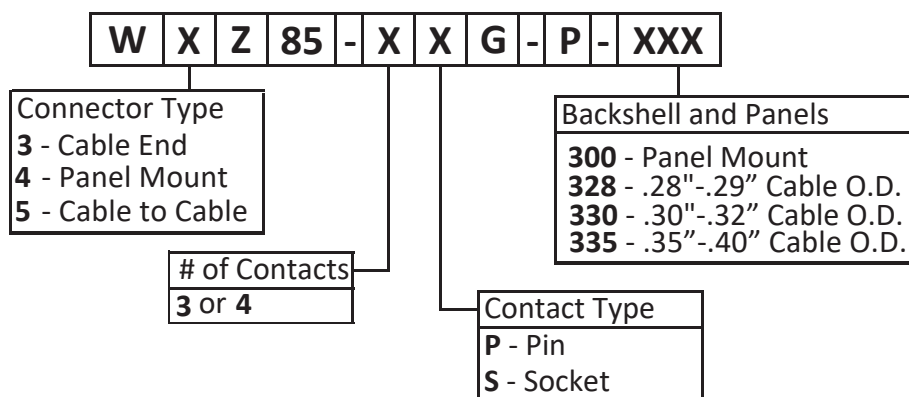 W X Z 85 - X X G - P - XXX
Connector Type
3 - Cable End
4 - Panel Mount
5 - Cable to Cable
# of Contacts
3 or 4
Contact Type
P - Pin
S - Socket
Backshell and Panels
300 - Panel Mount
328 - .28"-.29” Cable O.D.
330 - .30"-.32” Cable O.D.
335 - .35”-.40” Cable O.D.